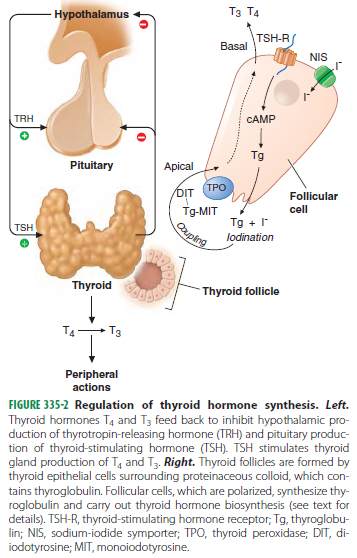 Hypothalamus
TRH
Pituitary
TSH
Thyroid
T4 T3
Peripheral
actions
Thyroid follicle
T3 T4
Basal
TSH-R
NIS
I-
I-
cAMP
Tg
Apical
TPO
DIT
Tg-MIT
Coupling
Tg + I-
Iodination
Follicular
cell
FIGURE 335-2 Regulation of thyroid hormone synthesis. Left.
Thyroid hormones T4 and T3 feed back to inhibit hypothalamic pro-
duction of thyrotropin-releasing hormone (TRH) and pituitary produc-
tion of thyroid-stimulating hormone (TSH). TSH stimulates thyroid
gland production of T4 and T3. Right. Thyroid follicles are formed by
thyroid epithelial cells surrounding proteinaceous colloid, which con-
tains thyroglobulin. Follicular cells, which are polarized, synthesize thy-
roglobulin and carry out thyroid hormone biosynthesis (see text for
details). TSH-R, thyroid-stimulating hormone receptor; Tg, thyroglobu-
lin; NIS, sodium-iodide symporter; TPO, thyroid peroxidase; DIT, di-
iodotyrosine; MIT, monoiodotyrosine.